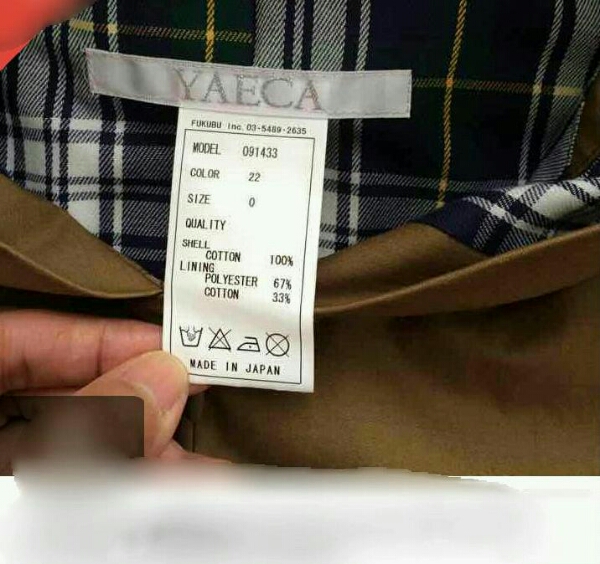 YAECA
FUKUBU Inc. 03-5489-2635
MODEL 091433
COLOR 22
SIZE 0
QUALITY
SHELL
COTTON 100%
LINING
POLYESTER 67%
COTTON 33%
MADE IN JAPAN